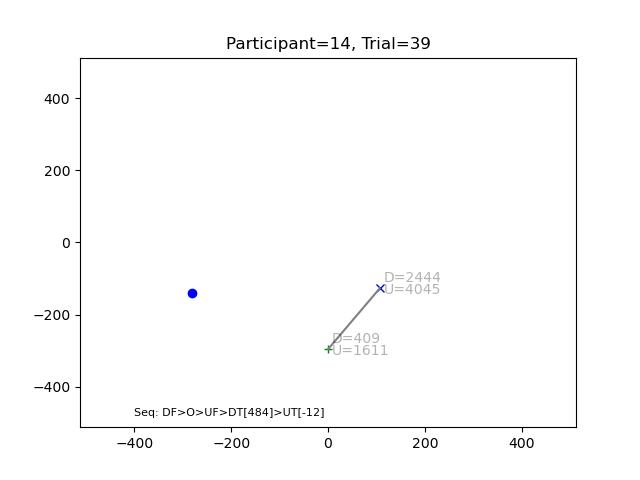 Participant=14, Trial=39
400
200
0
−200
−400
D=2444
U=4045
D=409
U=1611
Seq: DF>O>UF>DT[484]>UT[-12]
−400
−200
0
200
400